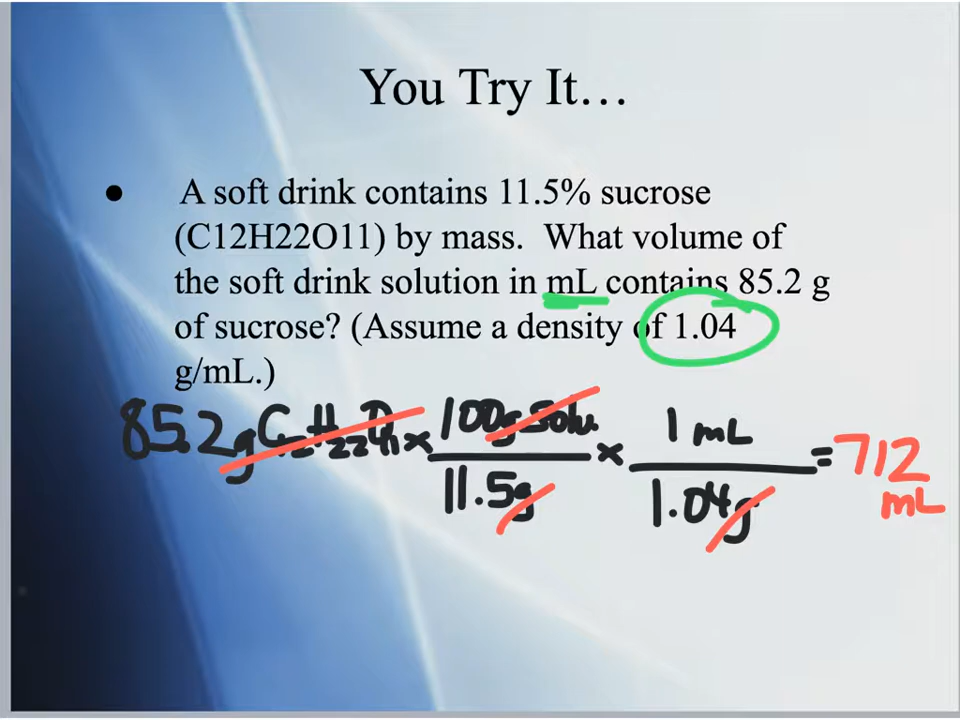 You Try It…
● A soft drink contains 11.5% sucrose
(C12H22O11) by mass. What volume of
the soft drink solution in mL contains 85.2 g
of sucrose? (Assume a density of 1.04
g/mL.)
85.2g C12H22O11 x 100g Solu. x 1 mL = 712 mL
11.5g 1.04g